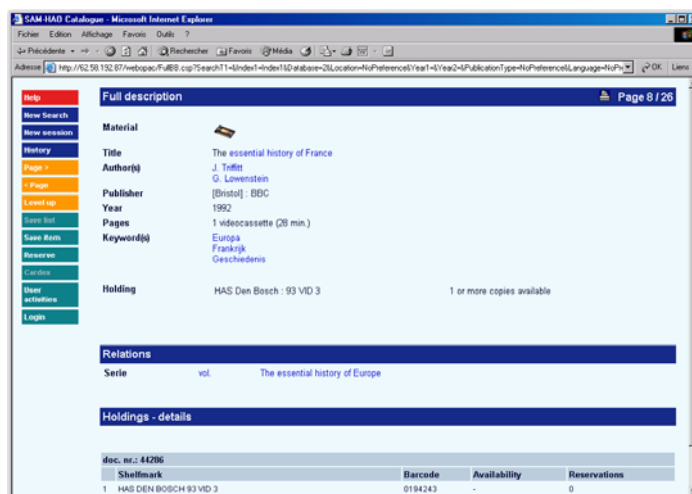 SAM-HAO Catalogue - Microsoft Internet Explorer
Fichier Edition Affichage Favoris Outils ?
Précédente Rechercher Favoris Média
Adresse http://62.58.192.87/webopac/FullBB.csp?SearchT1=&Index1=Index1&Database=2&Location=NoPreference&Year1=&Year2=&PublicationType=NoPreference&Language=NoPr OK Liens
Help
New Search
New session
History
Page >
< Page
Level up
Save list
Save item
Reserve
Cardex
User activities
Login
Full description Page 8 / 26
Material
Title The essential history of France
Author(s) J. Triffitt
G. Lowenstein
Publisher [Bristol] : BBC
Year 1992
Pages 1 videocassette (28 min.)
Keyword(s) Europa
Frankrijk
Geschiedenis
Holding HAS Den Bosch : 93 VID 3 1 or more copies available
Relations
Serie vol. The essential history of Europe
Holdings - details
doc. nr.: 44286
Shelfmark Barcode Availability Reservations
1 HAS DEN BOSCH 93 VID 3 0194243 - 0